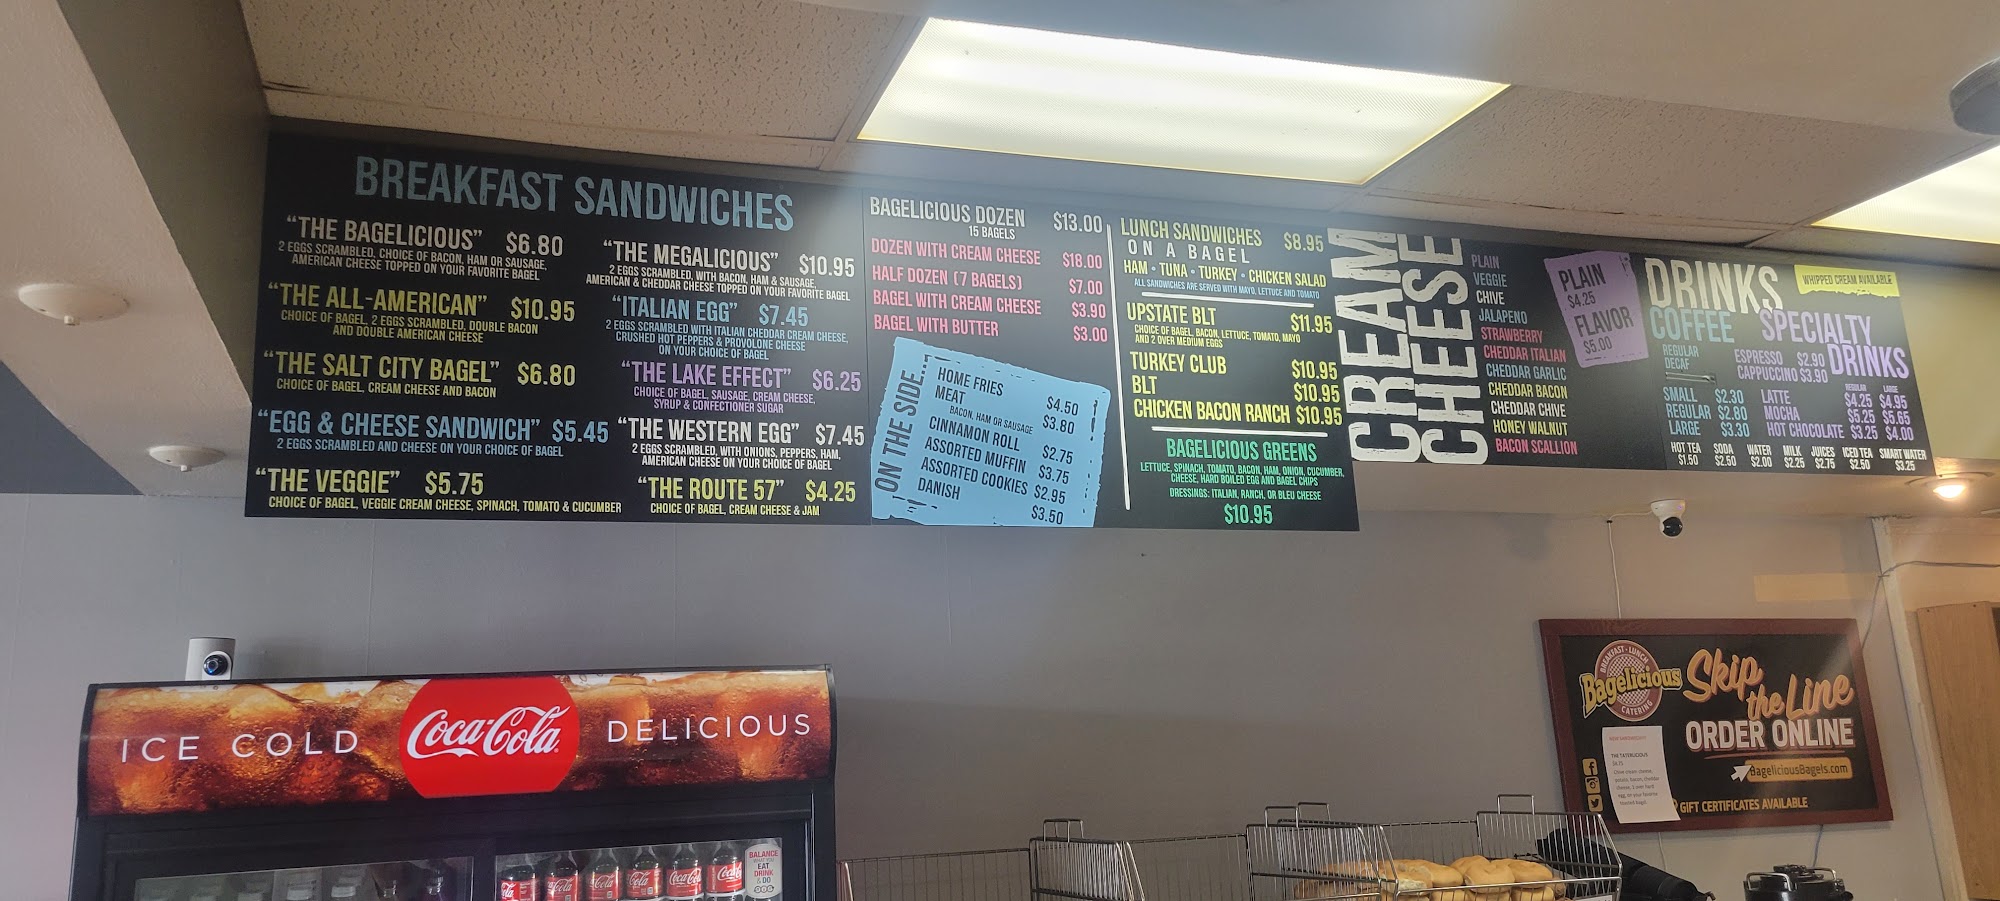 BREAKFAST SANDWICHES
"THE BAGELICIOUS" $6.80
2 EGGS SCRAMBLED, CHOICE OF BACON, HAM OR SAUSAGE,
AMERICAN CHEESE TOPPED ON YOUR FAVORITE BAGEL
"THE ALL-AMERICAN" $10.95
CHOICE OF BAGEL, 2 EGGS SCRAMBLED, DOUBLE BACON
AND DOUBLE AMERICAN CHEESE
"THE SALT CITY BAGEL" $6.80
CHOICE OF BAGEL, CREAM CHEESE AND BACON
"EGG & CHEESE SANDWICH" $5.45
2 EGGS SCRAMBLED AND CHEESE ON YOUR CHOICE OF BAGEL
"THE VEGGIE" $5.75
CHOICE OF BAGEL, VEGGIE CREAM CHEESE, SPINACH, TOMATO & CUCUMBER
"THE MEGALICIOUS" $10.95
2 EGGS SCRAMBLED, WITH BACON, HAM & SAUSAGE,
AMERICAN & CHEDDAR CHEESE TOPPED ON YOUR FAVORITE BAGEL
"ITALIAN EGG" $7.45
2 EGGS SCRAMBLED WITH ITALIAN CHEDDAR CREAM CHEESE,
CRUSHED HOT PEPPERS & PROVOLONE CHEESE
ON YOUR CHOICE OF BAGEL
"THE LAKE EFFECT" $6.25
CHOICE OF BAGEL, SAUSAGE, CREAM CHEESE,
SYRUP & CONFECTIONER SUGAR
"THE WESTERN EGG" $7.45
2 EGGS SCRAMBLED, WITH ONIONS, PEPPERS, HAM,
AMERICAN CHEESE ON YOUR CHOICE OF BAGEL
"THE ROUTE 57" $4.25
CHOICE OF BAGEL, CREAM CHEESE & JAM
BAGELICIOUS DOZEN $13.00
15 BAGELS
DOZEN WITH CREAM CHEESE $18.00
HALF DOZEN (7 BAGELS) $7.00
BAGEL WITH CREAM CHEESE $3.90
BAGEL WITH BUTTER $3.00
ON THE SIDE...
HOME FRIES $4.50
MEAT $3.80
BACON, HAM OR SAUSAGE
CINNAMON ROLL $2.75
ASSORTED MUFFIN $3.75
ASSORTED COOKIES $2.95
DANISH $3.50
LUNCH SANDWICHES $8.95
ON A BAGEL
HAM • TUNA • TURKEY • CHICKEN SALAD
ALL SANDWICHES ARE SERVED WITH MAYO, LETTUCE AND TOMATO
UPSTATE BLT $11.95
CHOICE OF BAGEL, BACON, LETTUCE, TOMATO, MAYO
AND 2 OVER MEDIUM EGGS
TURKEY CLUB $10.95
BLT $10.95
CHICKEN BACON RANCH $10.95
BAGELICIOUS GREENS
LETTUCE, SPINACH, TOMATO, BACON, HAM, ONION, CUCUMBER,
CHEESE, HARD BOILED EGG AND BAGEL CHIPS
DRESSINGS: ITALIAN, RANCH, OR BLEU CHEESE
$10.95
CREAM
CHEESE
PLAIN
VEGGIE
CHIVE
JALAPENO
STRAWBERRY
CHEDDAR ITALIAN
CHEDDAR GARLIC
CHEDDAR BACON
CHEDDAR CHIVE
HONEY WALNUT
BACON SCALLION
PLAIN
$4.25
FLAVOR
$5.00
DRINKS
WHIPPED CREAM AVAILABLE
COFFEE
REGULAR
DECAF
SMALL $2.30
REGULAR $2.80
LARGE $3.30
SPECIALTY
DRINKS
ESPRESSO $2.90
CAPPUCCINO $3.90
REGULAR LARGE
LATTE $4.25 $4.95
MOCHA $5.25 $5.65
HOT CHOCOLATE $3.25 $4.00
HOT TEA SODA WATER MILK JUICES ICED TEA SMART WATER
$1.50 $2.50 $2.00 $2.25 $2.75 $2.50 $3.25
ICE COLD Coca-Cola DELICIOUS
BALANCE
WHAT YOU
EAT
DRINK
& DO
BREAKFAST • LUNCH
Bagelicious
CATERING
Skip
the Line
ORDER ONLINE
BageliciousBagels.com
GIFT CERTIFICATES AVAILABLE
THE TATERLICIOUS
$8.75